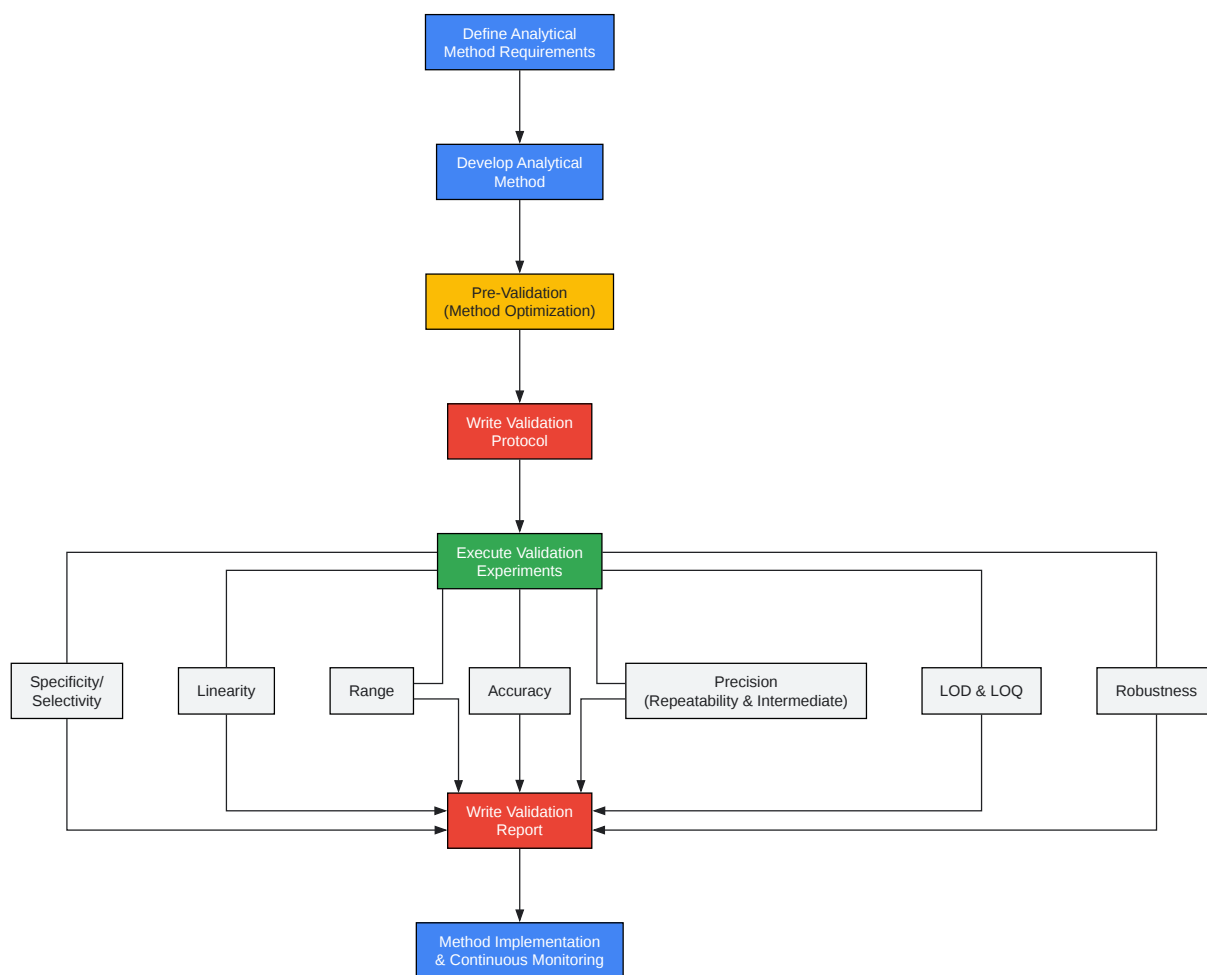 Define Analytical
Method Requirements
Develop Analytical
Method
Pre-Validation
(Method Optimization)
Write Validation
Protocol
Execute Validation
Experiments
Specificity/
Selectivity
Linearity
Range
Accuracy
Precision
(Repeatability & Intermediate)
LOD & LOQ
Robustness
Write Validation
Report
Method Implementation
& Continuous Monitoring